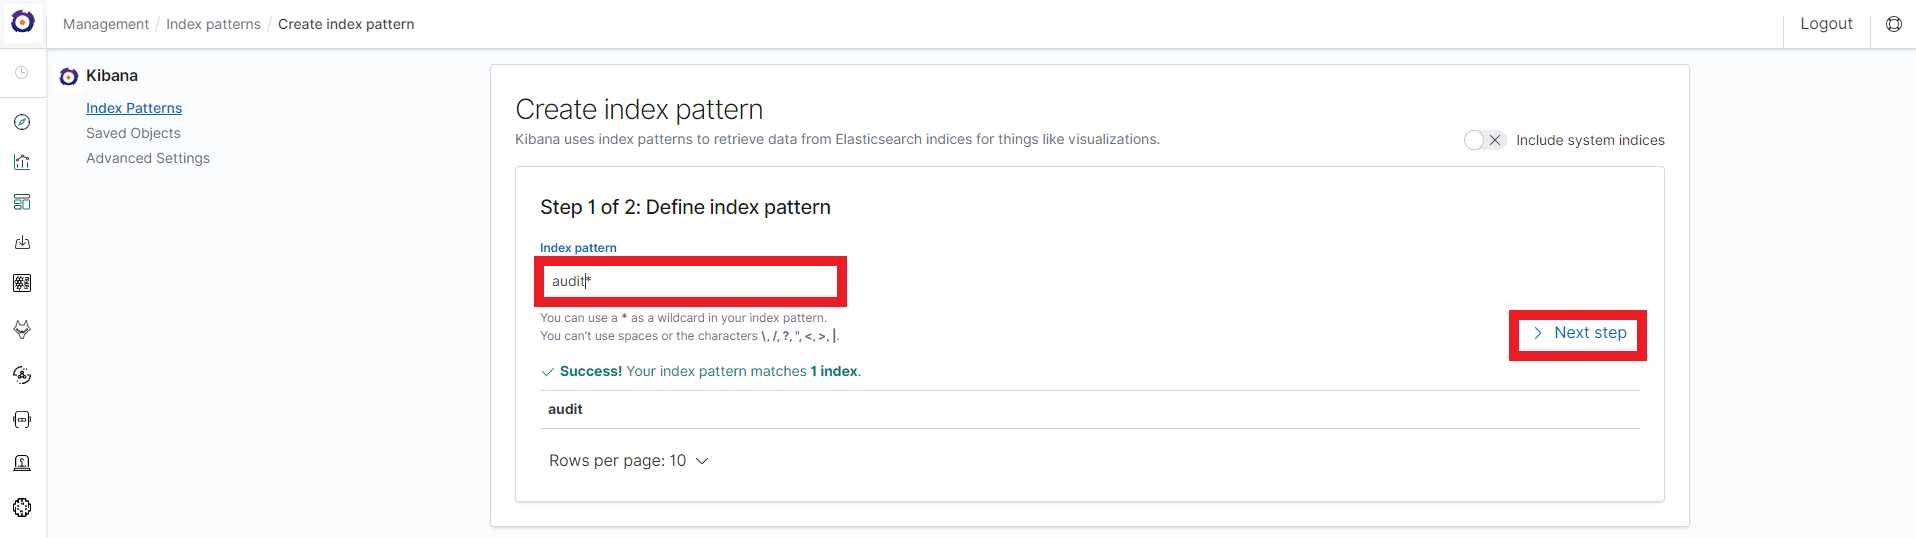 Management / Index patterns / Create index pattern
Logout
Kibana
Index Patterns
Saved Objects
Advanced Settings
Create index pattern
Kibana uses index patterns to retrieve data from Elasticsearch indices for things like visualizations.
Include system indices
Step 1 of 2: Define index pattern
Index pattern
audit*
You can use a * as a wildcard in your index pattern.
You can't use spaces or the characters \, /, ?, ", <, >, |.
Next step
Success! Your index pattern matches 1 index.
audit
Rows per page: 10